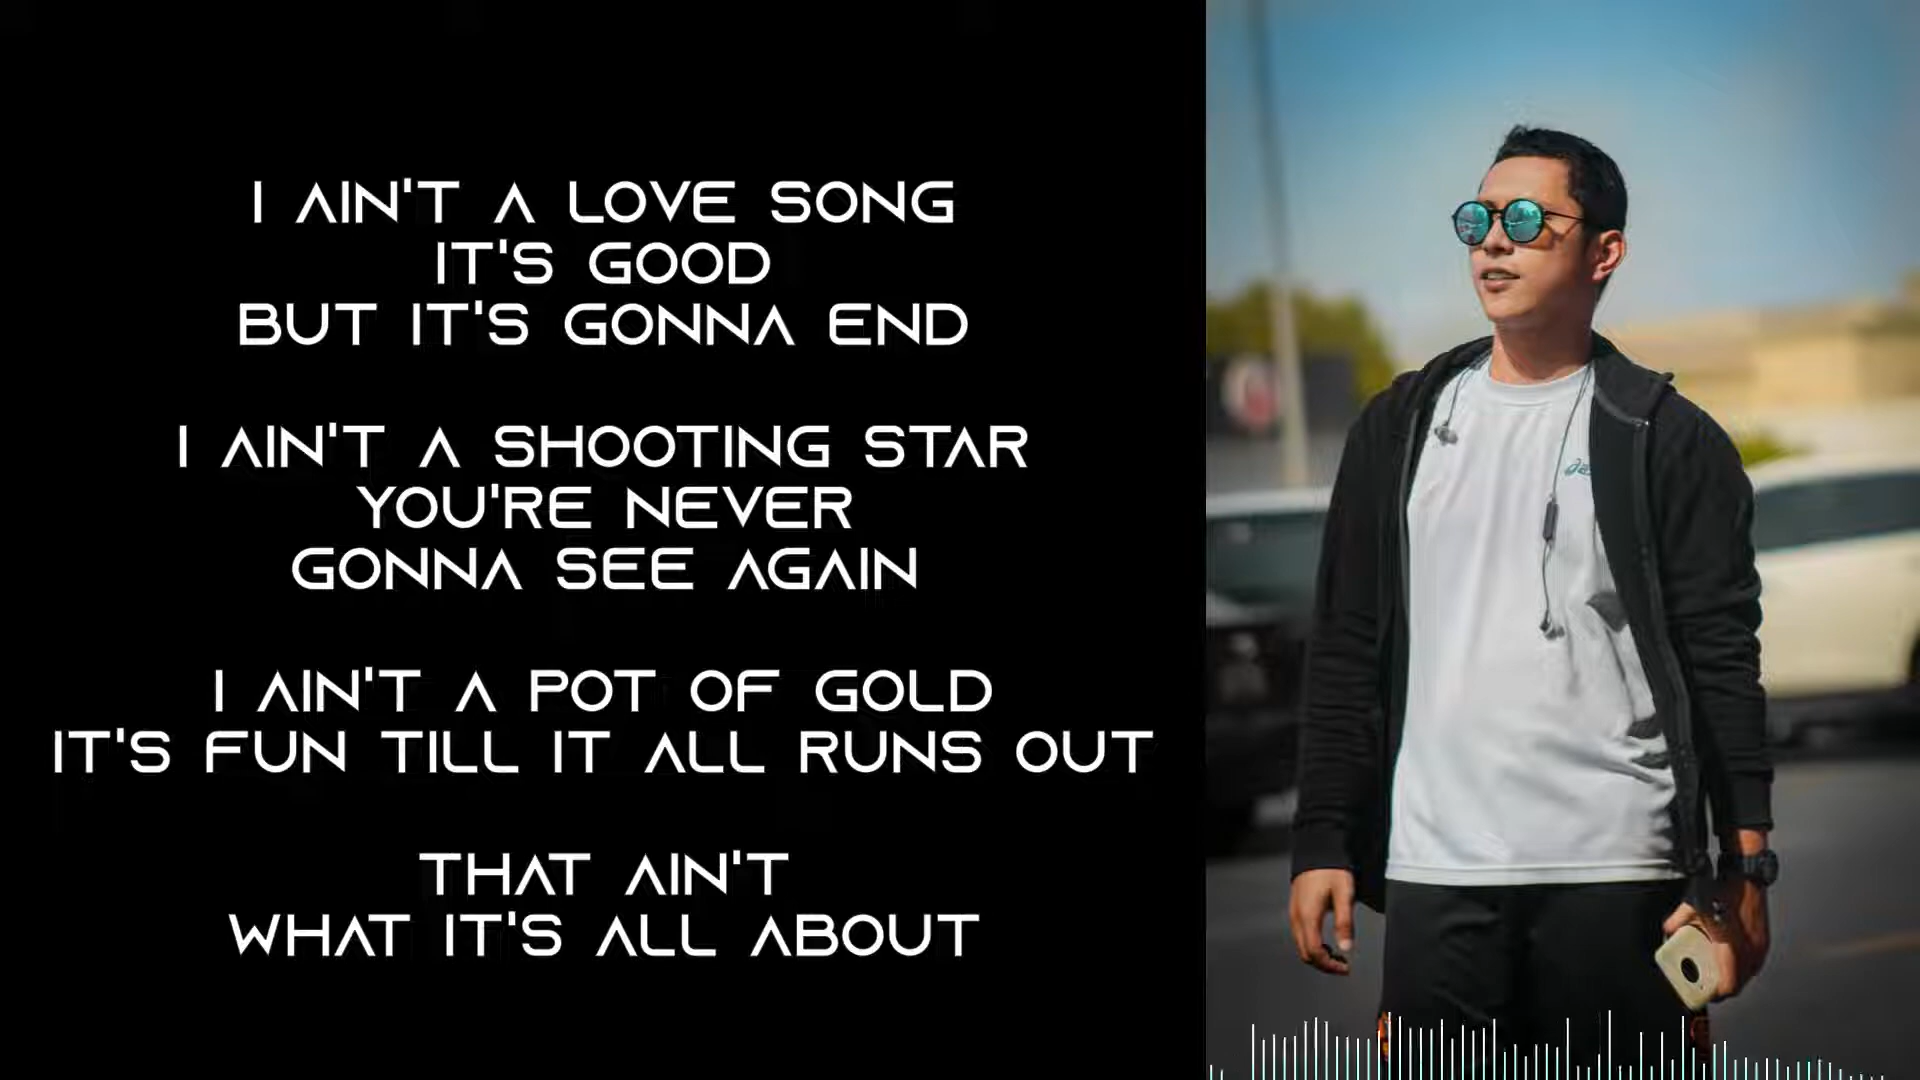 I AIN'T A LOVE SONG
IT'S GOOD
BUT IT'S GONNA END
I AIN'T A SHOOTING STAR
YOU'RE NEVER
GONNA SEE AGAIN
I AIN'T A POT OF GOLD
IT'S FUN TILL IT ALL RUNS OUT
THAT AIN'T
WHAT IT'S ALL ABOUT